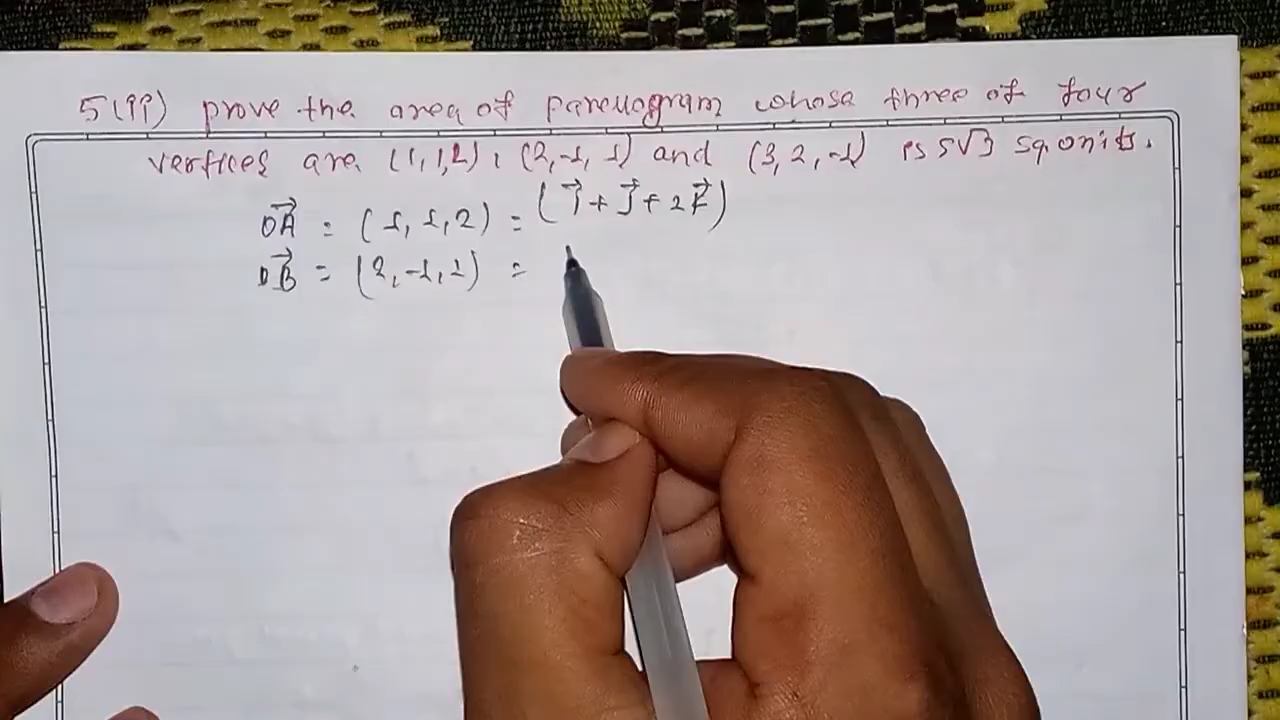 5(ii) prove the area of parellogram whose three of four
vertices are (1,1,2), (2,-1,1) and (3,2,-1) is 5√3 sq units.
OA⃗ = (1,1,2) = (i⃗ + j⃗ + 2k⃗)
OB⃗ = (2,-1,1) =